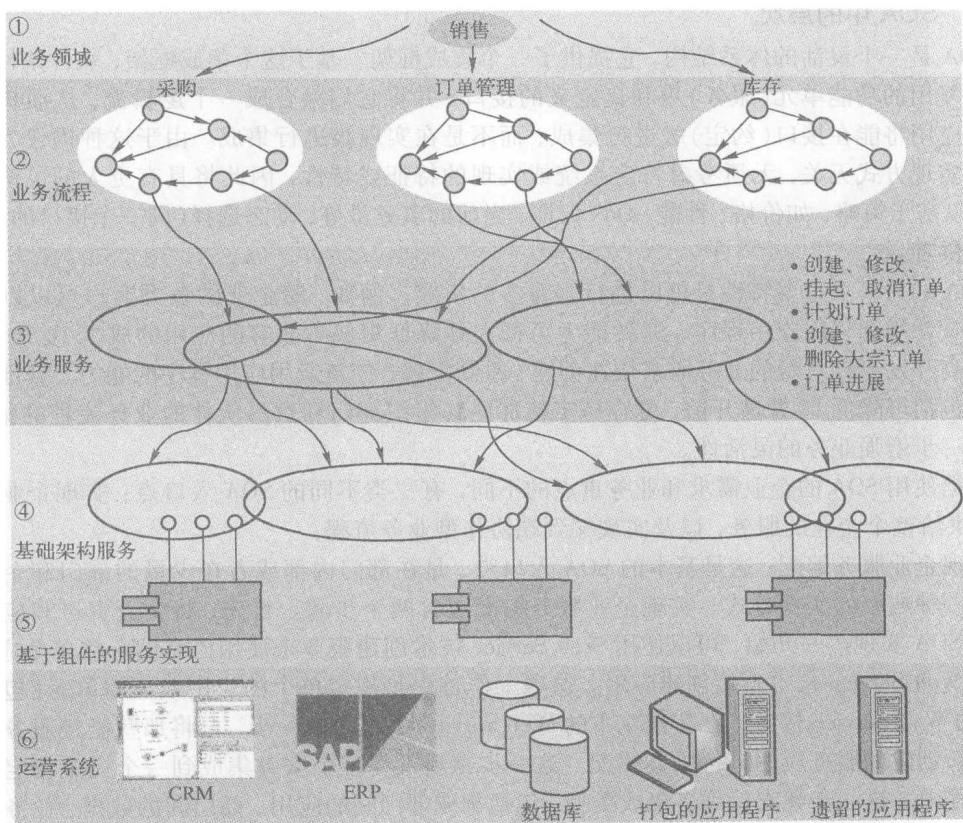 ①
业务领域
销售
采购
订单管理
库存
②
业务流程
• 创建、修改、
挂起、取消订单
• 计划订单
• 创建、修改、
删除大宗订单
• 订单进展
③
业务服务
④
基础架构服务
⑤
基于组件的服务实现
⑥
运营系统
CRM
SAP
ERP
数据库
打包的应用程序
遗留的应用程序